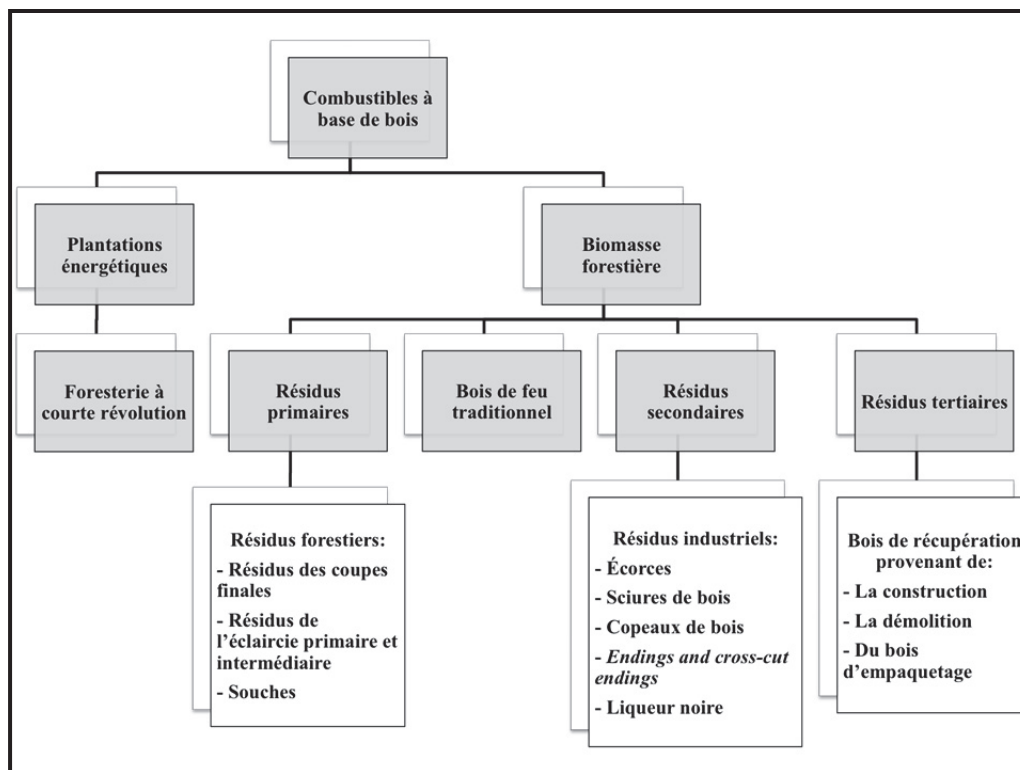 Combustibles à
base de bois
Plantations
énergétiques
Biomasse
forestière
Foresterie à
courte révolution
Résidus
primaires
Bois de feu
traditionnel
Résidus
secondaires
Résidus tertiaires
Résidus forestiers:
- Résidus des coupes
finales
- Résidus de
l'éclaircie primaire et
intermédiaire
- Souches
Résidus industriels:
- Écorces
- Sciures de bois
- Copeaux de bois
- Endings and cross-cut
endings
- Liqueur noire
Bois de récupération
provenant de:
- La construction
- La démolition
- Du bois
d'empaquetage